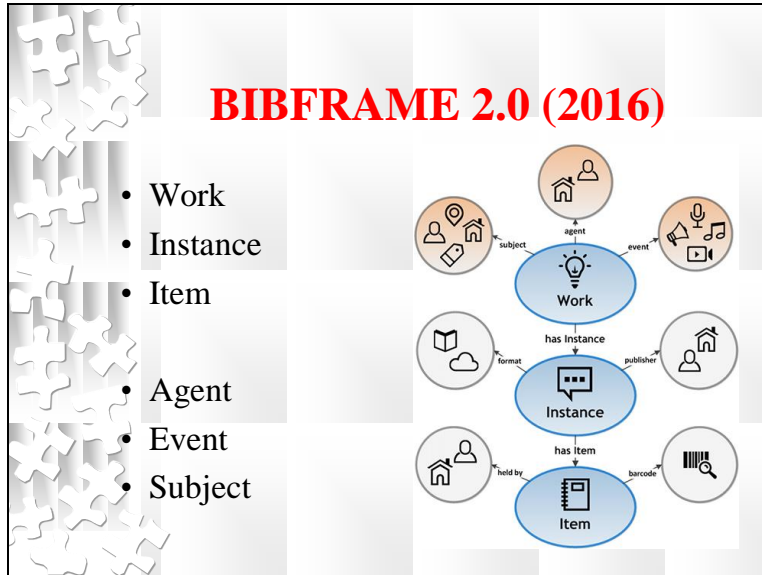 BIBFRAME 2.0 (2016)
• Work
• Instance
• Item
• Agent
• Event
• Subject
agent
subject
event
Work
has Instance
format
publisher
Instance
has Item
held by
barcode
Item